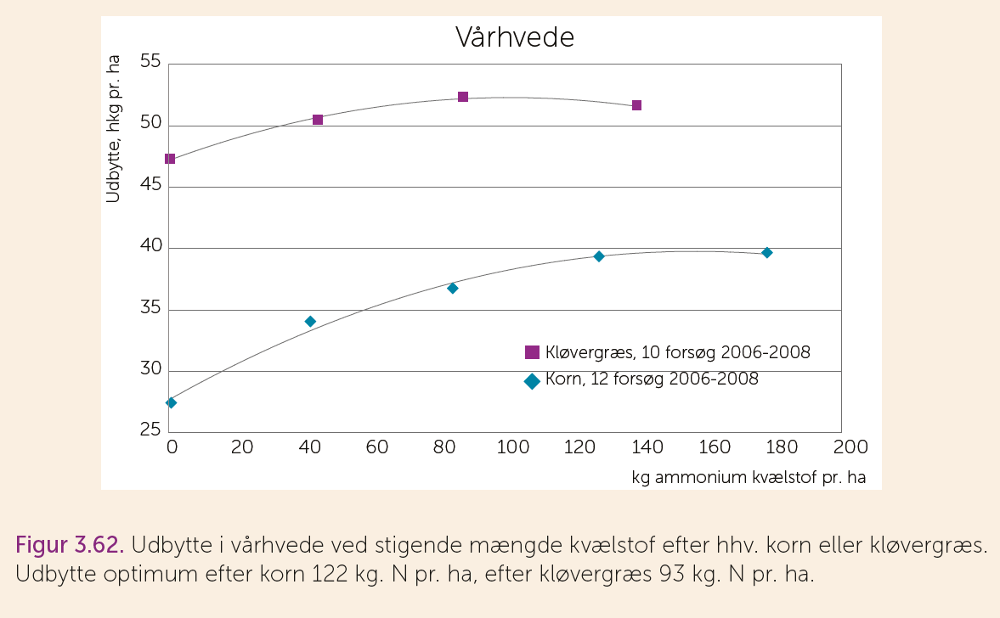 Vårhvede
Udbytte, hkg pr. ha
55
50
45
40
35
30
25
Kløvergræs, 10 forsøg 2006-2008
Korn, 12 forsøg 2006-2008
0 20 40 60 80 100 120 140 160 180 200
kg ammonium kvælstof pr. ha
Figur 3.62. Udbytte i vårhvede ved stigende mængde kvælstof efter hhv. korn eller kløvergræs.
Udbytte optimum efter korn 122 kg. N pr. ha, efter kløvergræs 93 kg. N pr. ha.